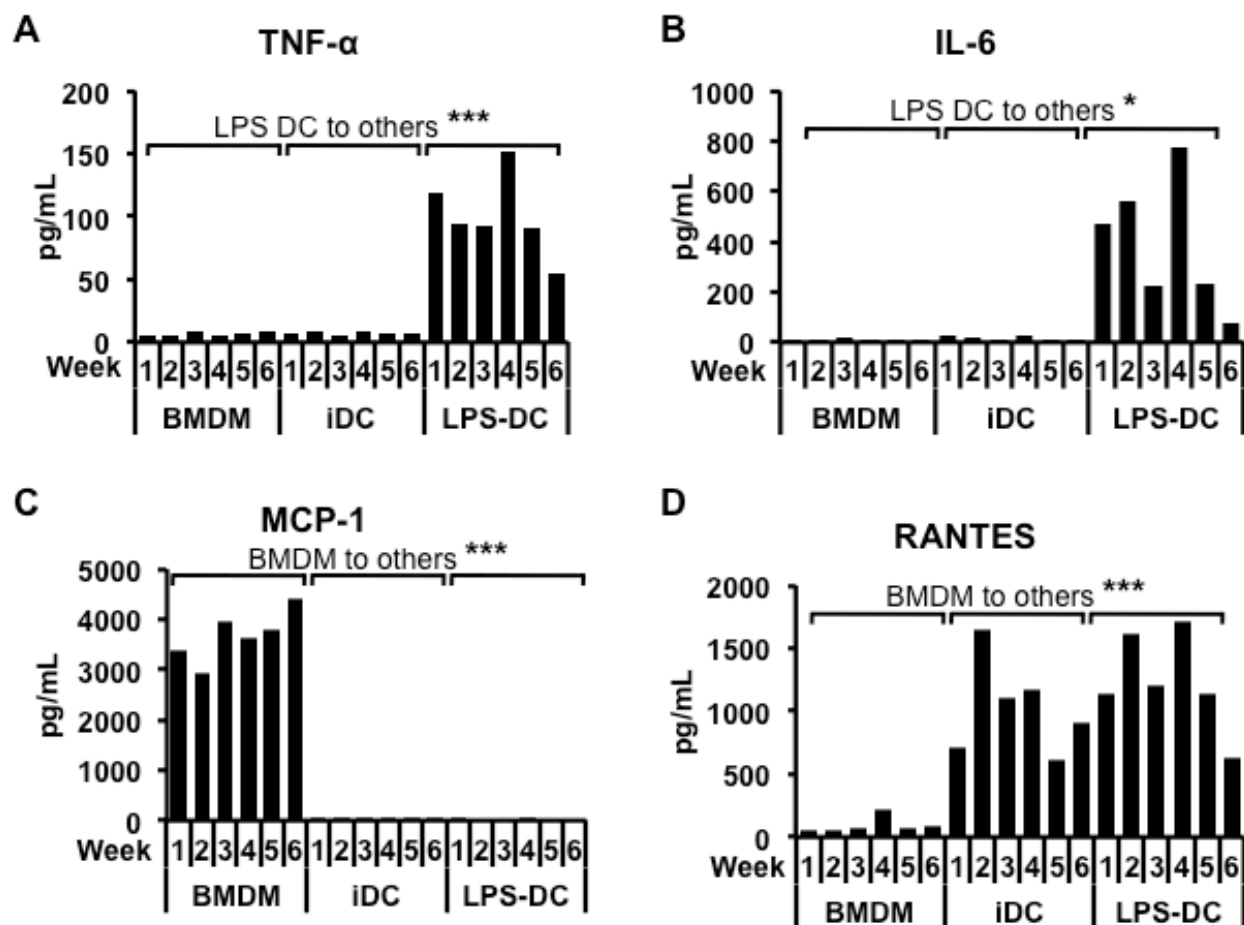 A
TNF-α
200
150
100
50
0
pg/mL
LPS DC to others ***
Week 1 2 3 4 5 6 1 2 3 4 5 6 1 2 3 4 5 6
BMDM iDC LPS-DC
B
IL-6
1000
800
600
400
200
0
pg/mL
LPS DC to others *
Week 1 2 3 4 5 6 1 2 3 4 5 6 1 2 3 4 5 6
BMDM iDC LPS-DC
C
MCP-1
BMDM to others ***
5000
4000
3000
2000
1000
0
pg/mL
Week 1 2 3 4 5 6 1 2 3 4 5 6 1 2 3 4 5 6
BMDM iDC LPS-DC
D
RANTES
2000
1500
1000
500
0
pg/mL
BMDM to others ***
Week 1 2 3 4 5 6 1 2 3 4 5 6 1 2 3 4 5 6
BMDM iDC LPS-DC